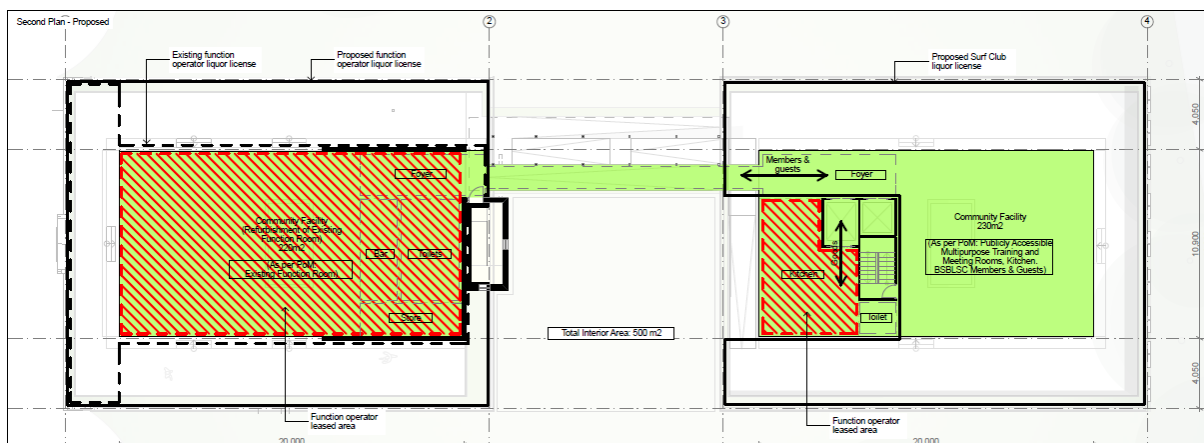 Second Plan - Proposed
2
3
4
Existing function
operator liquor license
Proposed function
operator liquor license
Proposed Surf Club
liquor license
4,050
Foyer
Members &
guests
Foyer
Community Facility
(Refurbishment of Existing
Function Room)
220m2
(As per PoM:
Existing Function Room)
Bar
Toilets
Store
Goods
Kitchen
Toilet
Community Facility
230m2
(As per PoM: Publicly Accessible
Multipurpose Training and
Meeting Rooms, Kitchen.
BSBLSC Members & Guests)
10,900
Total Interior Area: 500 m2
4,050
Function operator
leased area
Function operator
leased area
20,000
20,000